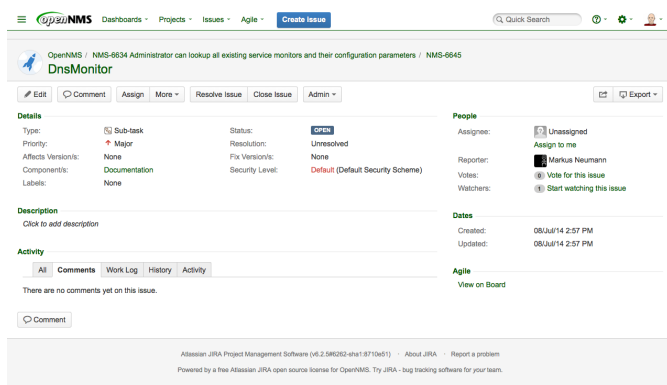 openNMS Dashboards Projects Issues Agile Create issue Quick Search
OpenNMS / NMS-6634 Administrator can lookup all existing service monitors and their configuration parameters / NMS-6645
DnsMonitor
Edit Comment Assign More Resolve Issue Close Issue Admin Export
Details
Type: Sub-task Status: OPEN
Priority: Major Resolution: Unresolved
Affects Version/s: None Fix Version/s: None
Component/s: Documentation Security Level: Default (Default Security Scheme)
Labels: None
Description
Click to add description
Activity
All Comments Work Log History Activity
There are no comments yet on this issue.
Comment
People
Assignee: Unassigned
Assign to me
Reporter: Markus Neumann
Votes: 0 Vote for this issue
Watchers: 1 Start watching this issue
Dates
Created: 08/Jul/14 2:57 PM
Updated: 08/Jul/14 2:57 PM
Agile
View on Board
Atlassian JIRA Project Management Software (v6.2.5#6262-sha1:8710e51) · About JIRA · Report a problem
Powered by a free Atlassian JIRA open source license for OpenNMS. Try JIRA - bug tracking software for your team.